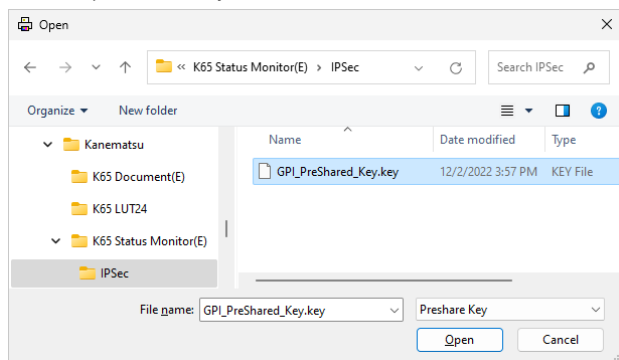 Open
« K65 Status Monitor(E) > IPSec
Search IPSec
Organize
New folder
Name
Date modified
Type
Kanematsu
GPI_PreShared_Key.key
12/2/2022 3:57 PM
KEY File
K65 Document(E)
K65 LUT24
K65 Status Monitor(E)
IPSec
File name:
GPI_PreShared_Key.key
Preshare Key
Open
Cancel